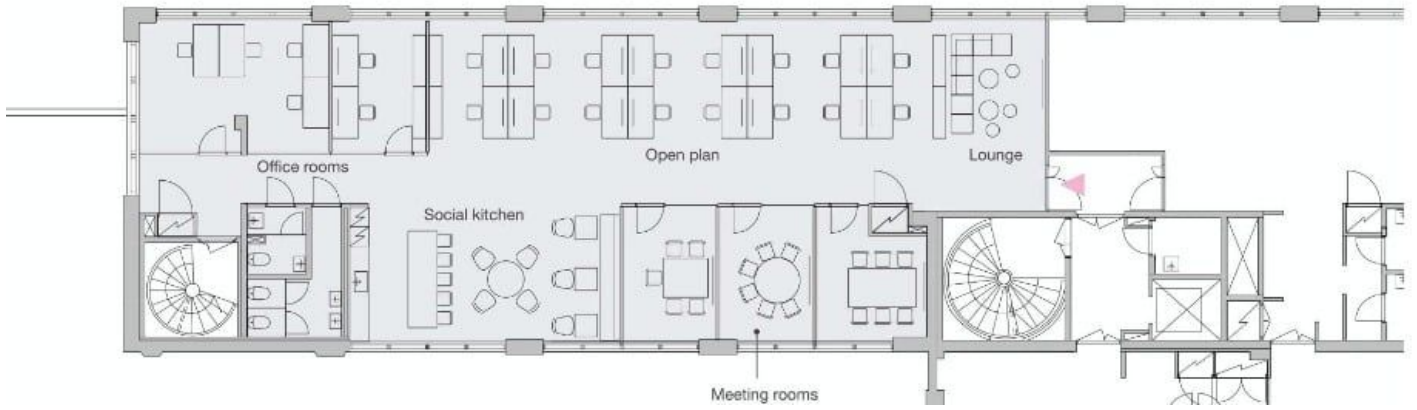 Office rooms
Open plan
Lounge
Social kitchen
Meeting rooms